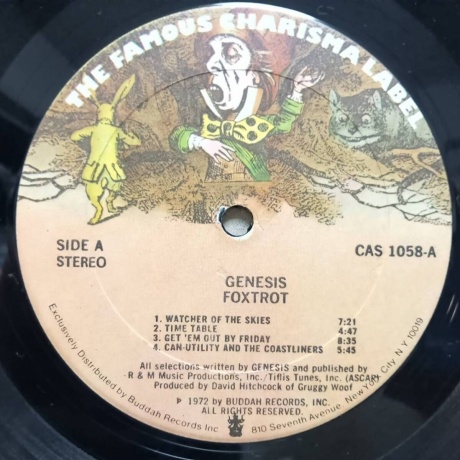 THE FAMOUS CHARISMA LABEL
SIDE A
STEREO
CAS 1058-A
GENESIS
FOXTROT
1. WATCHER OF THE SKIES 7:21
2. TIME TABLE 4:47
3. GET 'EM OUT BY FRIDAY 8:35
4. CAN-UTILITY AND THE COASTLINERS 5:45
All selections written by GENESIS and published by
R & M Music Productions, Inc./Tiflis Tunes, Inc. (ASCAP)
Produced by David Hitchcock of Gruggy Woof
℗ 1972 by BUDDAH RECORDS, INC.
ALL RIGHTS RESERVED.
Exclusively Distributed by Buddah Records Inc 810 Seventh Avenue, New York City, N.Y. 10019